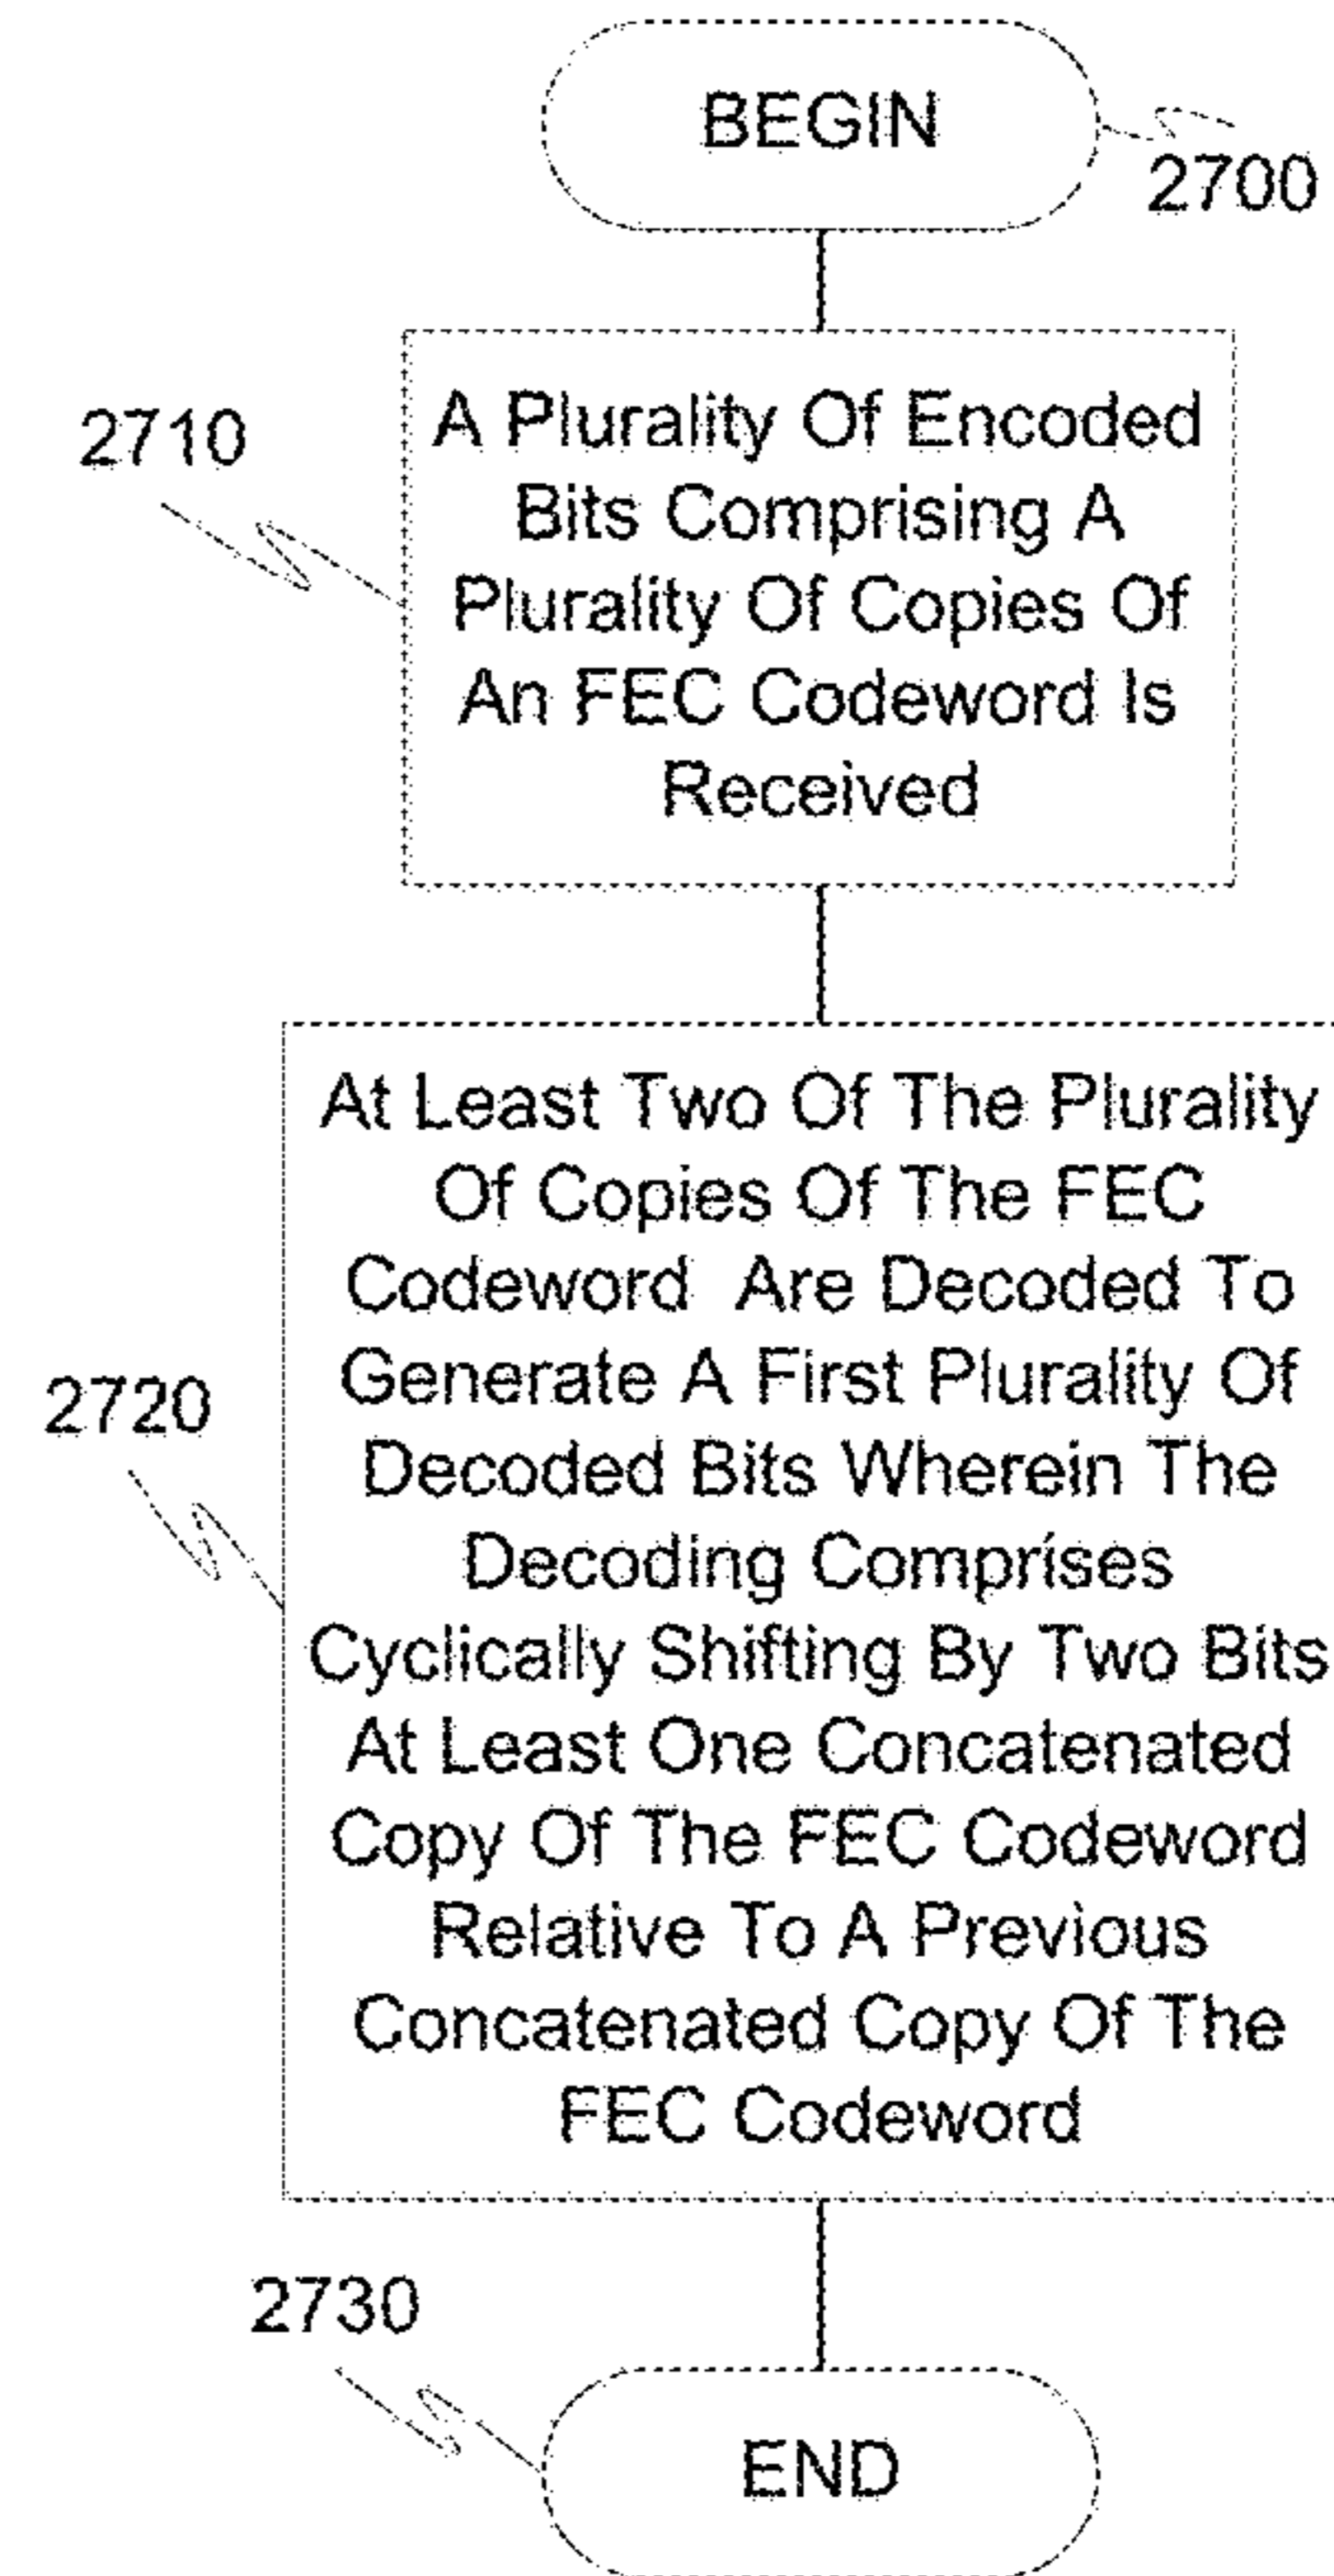 BEGIN
2700
2710
A Plurality Of Encoded
Bits Comprising A
Plurality Of Copies Of
An FEC Codeword Is
Received
2720
At Least Two Of The Plurality
Of Copies Of The FEC
Codeword Are Decoded To
Generate A First Plurality Of
Decoded Bits Wherein The
Decoding Comprises
Cyclically Shifting By Two Bits
At Least One Concatenated
Copy Of The FEC Codeword
Relative To A Previous
Concatenated Copy Of The
FEC Codeword
2730
END